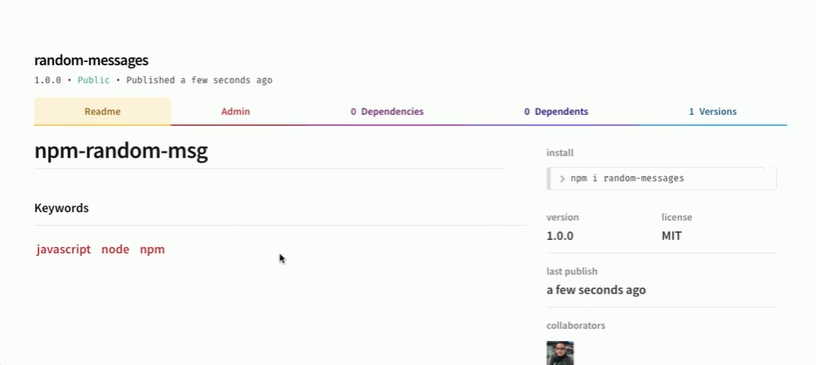 random-messages
1.0.0 • Public • Published a few seconds ago
Readme
Admin
0 Dependencies
0 Dependents
1 Versions
npm-random-msg
Keywords
javascript node npm
install
> npm i random-messages
version
license
1.0.0
MIT
last publish
a few seconds ago
collaborators